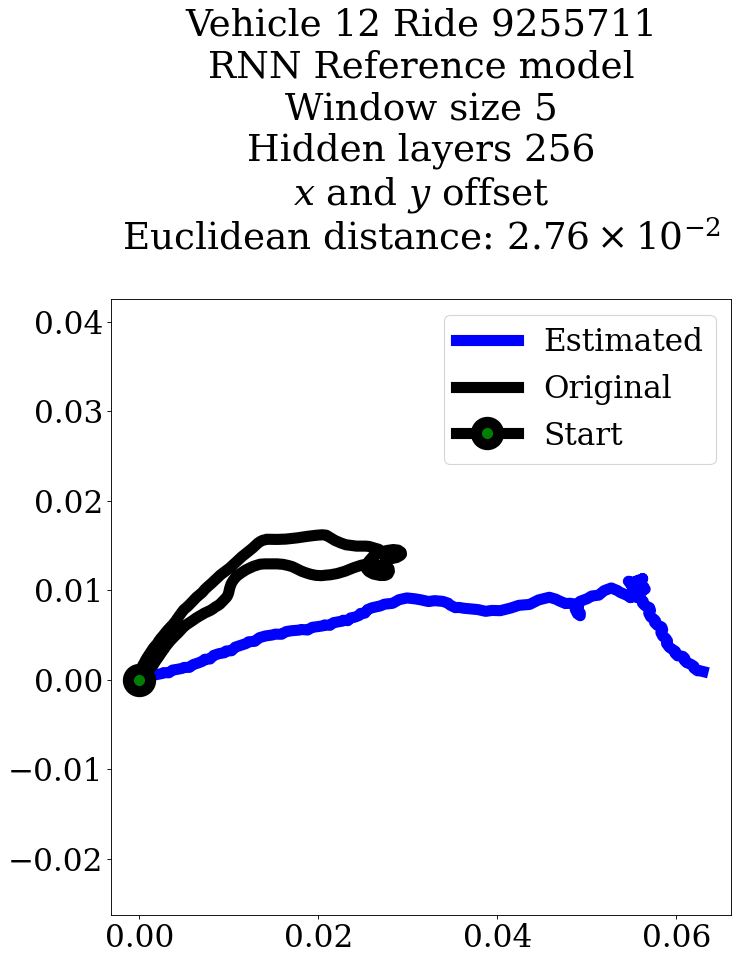 Vehicle 12 Ride 9255711
RNN Reference model
Window size 5
Hidden layers 256
x and y offset
Euclidean distance: 2.76 × 10⁻²
Estimated
Original
Start
0.04
0.03
0.02
0.01
0.00
−0.01
−0.02
0.00 0.02 0.04 0.06